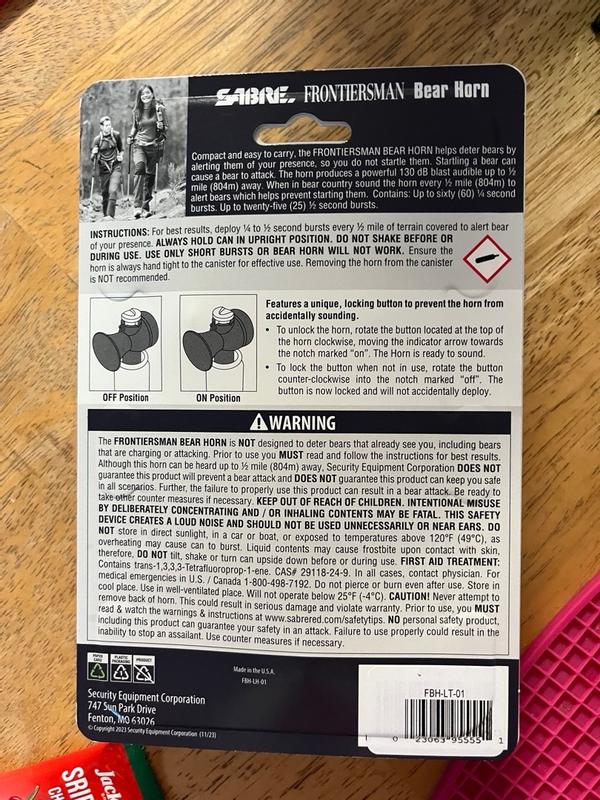 SABRE. FRONTIERSMAN Bear Horn
Compact and easy to carry, the FRONTIERSMAN BEAR HORN helps deter bears by
alerting them of your presence, so you do not startle them. Startling a bear can
cause a bear to attack. The horn produces a powerful 130 dB blast audible up to ½
mile (804m) away. When in bear country sound the horn every ½ mile (804m) to
alert bears which helps prevent starting them. Contains: Up to sixty (60) ¼ second
bursts. Up to twenty-five (25) ½ second bursts.
INSTRUCTIONS: For best results, deploy ¼ to ½ second bursts every ½ mile of terrain covered to alert bear
of your presence. ALWAYS HOLD CAN IN UPRIGHT POSITION. DO NOT SHAKE BEFORE OR
DURING USE. USE ONLY SHORT BURSTS OR BEAR HORN WILL NOT WORK. Ensure the
horn is always hand tight to the canister for effective use. Removing the horn from the canister
is NOT recommended.
OFF Position
ON Position
Features a unique, locking button to prevent the horn from
accidentally sounding.
• To unlock the horn, rotate the button located at the top of
the horn clockwise, moving the indicator arrow towards
the notch marked "on". The Horn is ready to sound.
• To lock the button when not in use, rotate the button
counter-clockwise into the notch marked "off". The
button is now locked and will not accidentally deploy.
WARNING
The FRONTIERSMAN BEAR HORN is NOT designed to deter bears that already see you, including bears
that are charging or attacking. Prior to use you MUST read and follow the instructions for best results.
Although this horn can be heard up to ½ mile (804m) away, Security Equipment Corporation DOES NOT
guarantee this product will prevent a bear attack and DOES NOT guarantee this product can keep you safe
in all scenarios. Further, the failure to properly use this product can result in a bear attack. Be ready to
take other counter measures if necessary. KEEP OUT OF REACH OF CHILDREN. INTENTIONAL MISUSE
BY DELIBERATELY CONCENTRATING AND / OR INHALING CONTENTS MAY BE FATAL. THIS SAFETY
DEVICE CREATES A LOUD NOISE AND SHOULD NOT BE USED UNNECESSARILY OR NEAR EARS. DO
NOT store in direct sunlight, in a car or boat, or exposed to temperatures above 120°F (49°C), as
overheating may cause can to burst. Liquid contents may cause frostbite upon contact with skin,
therefore, DO NOT tilt, shake or turn can upside down before or during use. FIRST AID TREATMENT:
Contains trans-1,3,3,3-Tetrafluoroprop-1-ene. CAS# 29118-24-9. In all cases, contact physician. For
medical emergencies in U.S. / Canada 1-800-498-7192. Do not pierce or burn even after use. Store in
cool place. Use in well-ventilated place. Will not operate below 25°F (-4°C). CAUTION! Never attempt to
remove back of horn. This could result in serious damage and violate warranty. Prior to use, you MUST
read & watch the warnings & instructions at www.sabrered.com/safetytips. NO personal safety product,
including this product can guarantee your safety in an attack. Failure to use properly could result in the
inability to stop an assailant. Use counter measures if necessary.
PAPER CARD
PLASTIC PACKAGING
PRODUCT
Made in the U.S.A.
FBH-LH-01
Security Equipment Corporation
747 Sun Park Drive
Fenton, MO 63026
© Copyright 2023 Security Equipment Corporation (11/23)
FBH-LT-01
0 23063 95555 1
Jack
SRI
CH